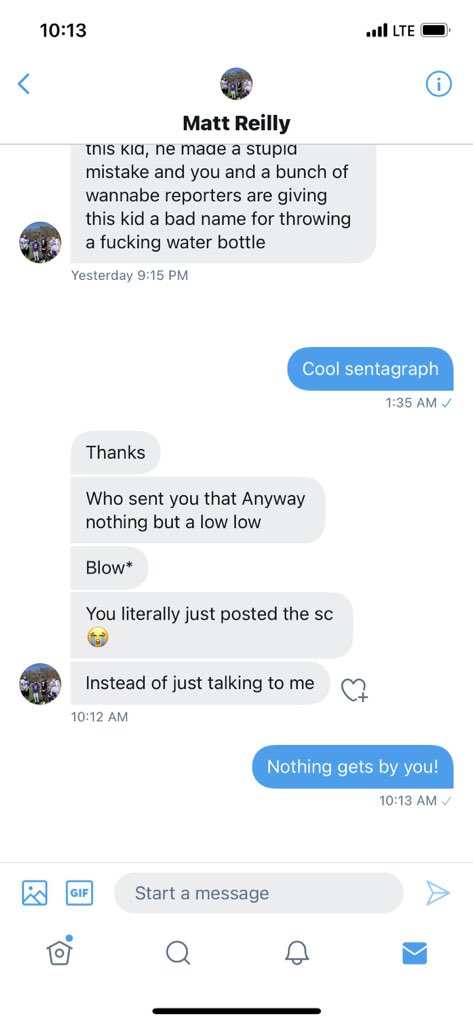 10:13
LTE
Matt Reilly
this kid, he made a stupid
mistake and you and a bunch of
wannabe reporters are giving
this kid a bad name for throwing
a fucking water bottle
Yesterday 9:15 PM
Cool sentagraph
1:35 AM ✓
Thanks
Who sent you that Anyway
nothing but a low low
Blow*
You literally just posted the sc
😭
Instead of just talking to me
10:12 AM
Nothing gets by you!
10:13 AM ✓
GIF
Start a message